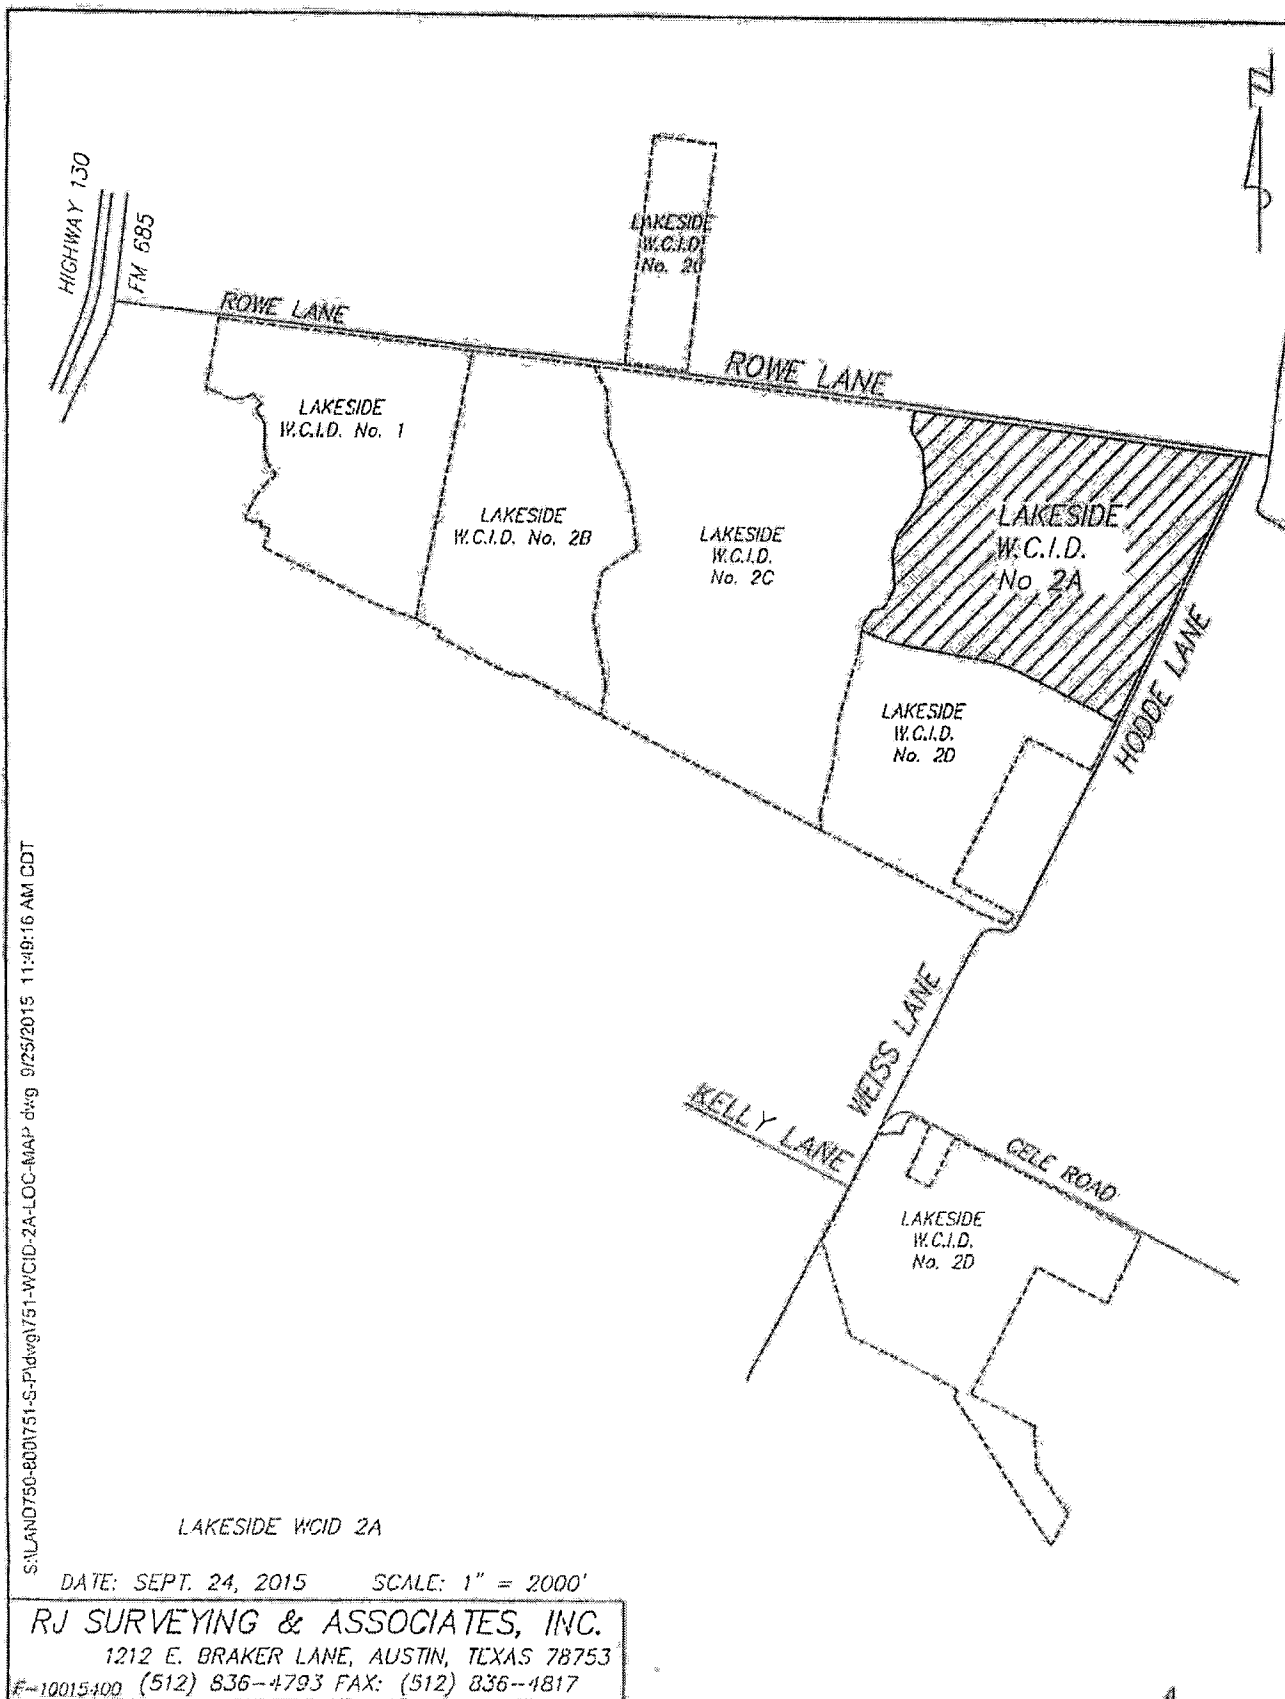 HIGHWAY 130
FM 685
LAKESIDE
W.C.I.D.
No. 2C
ROWE LANE
ROWE LANE
LAKESIDE
W.C.I.D. No. 1
LAKESIDE
W.C.I.D. No. 2B
LAKESIDE
W.C.I.D.
No. 2C
LAKESIDE
W.C.I.D.
No. 2A
HODDE LANE
LAKESIDE
W.C.I.D.
No. 2D
WEISS LANE
KELLY LANE
CELE ROAD
LAKESIDE
W.C.I.D.
No. 2D
S:\LAND750-800\751-S-P\dwg\751-WCID-2A-LOC-MAP dwg 9/25/2015 11:49:16 AM CDT
LAKESIDE WCID 2A
DATE: SEPT. 24, 2015 SCALE: 1" = 2000'
RJ SURVEYING & ASSOCIATES, INC.
1212 E. BRAKER LANE, AUSTIN, TEXAS 78753
F-10015400 (512) 836-4793 FAX: (512) 836-4817